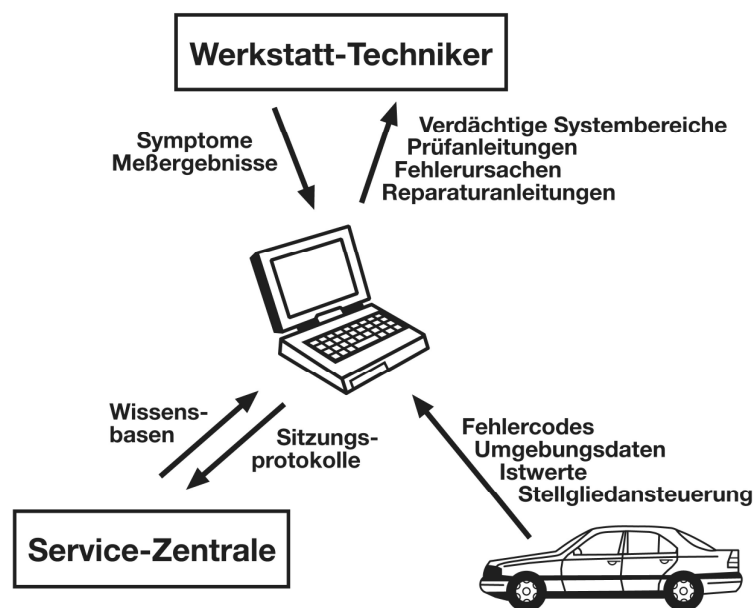 Werkstatt-Techniker
Symptome
Meßergebnisse
Verdächtige Systembereiche
Prüfanleitungen
Fehlerursachen
Reparaturanleitungen
Wissens-
basen
Sitzungs-
protokolle
Fehlercodes
Umgebungsdaten
Istwerte
Stellgliedansteuerung
Service-Zentrale